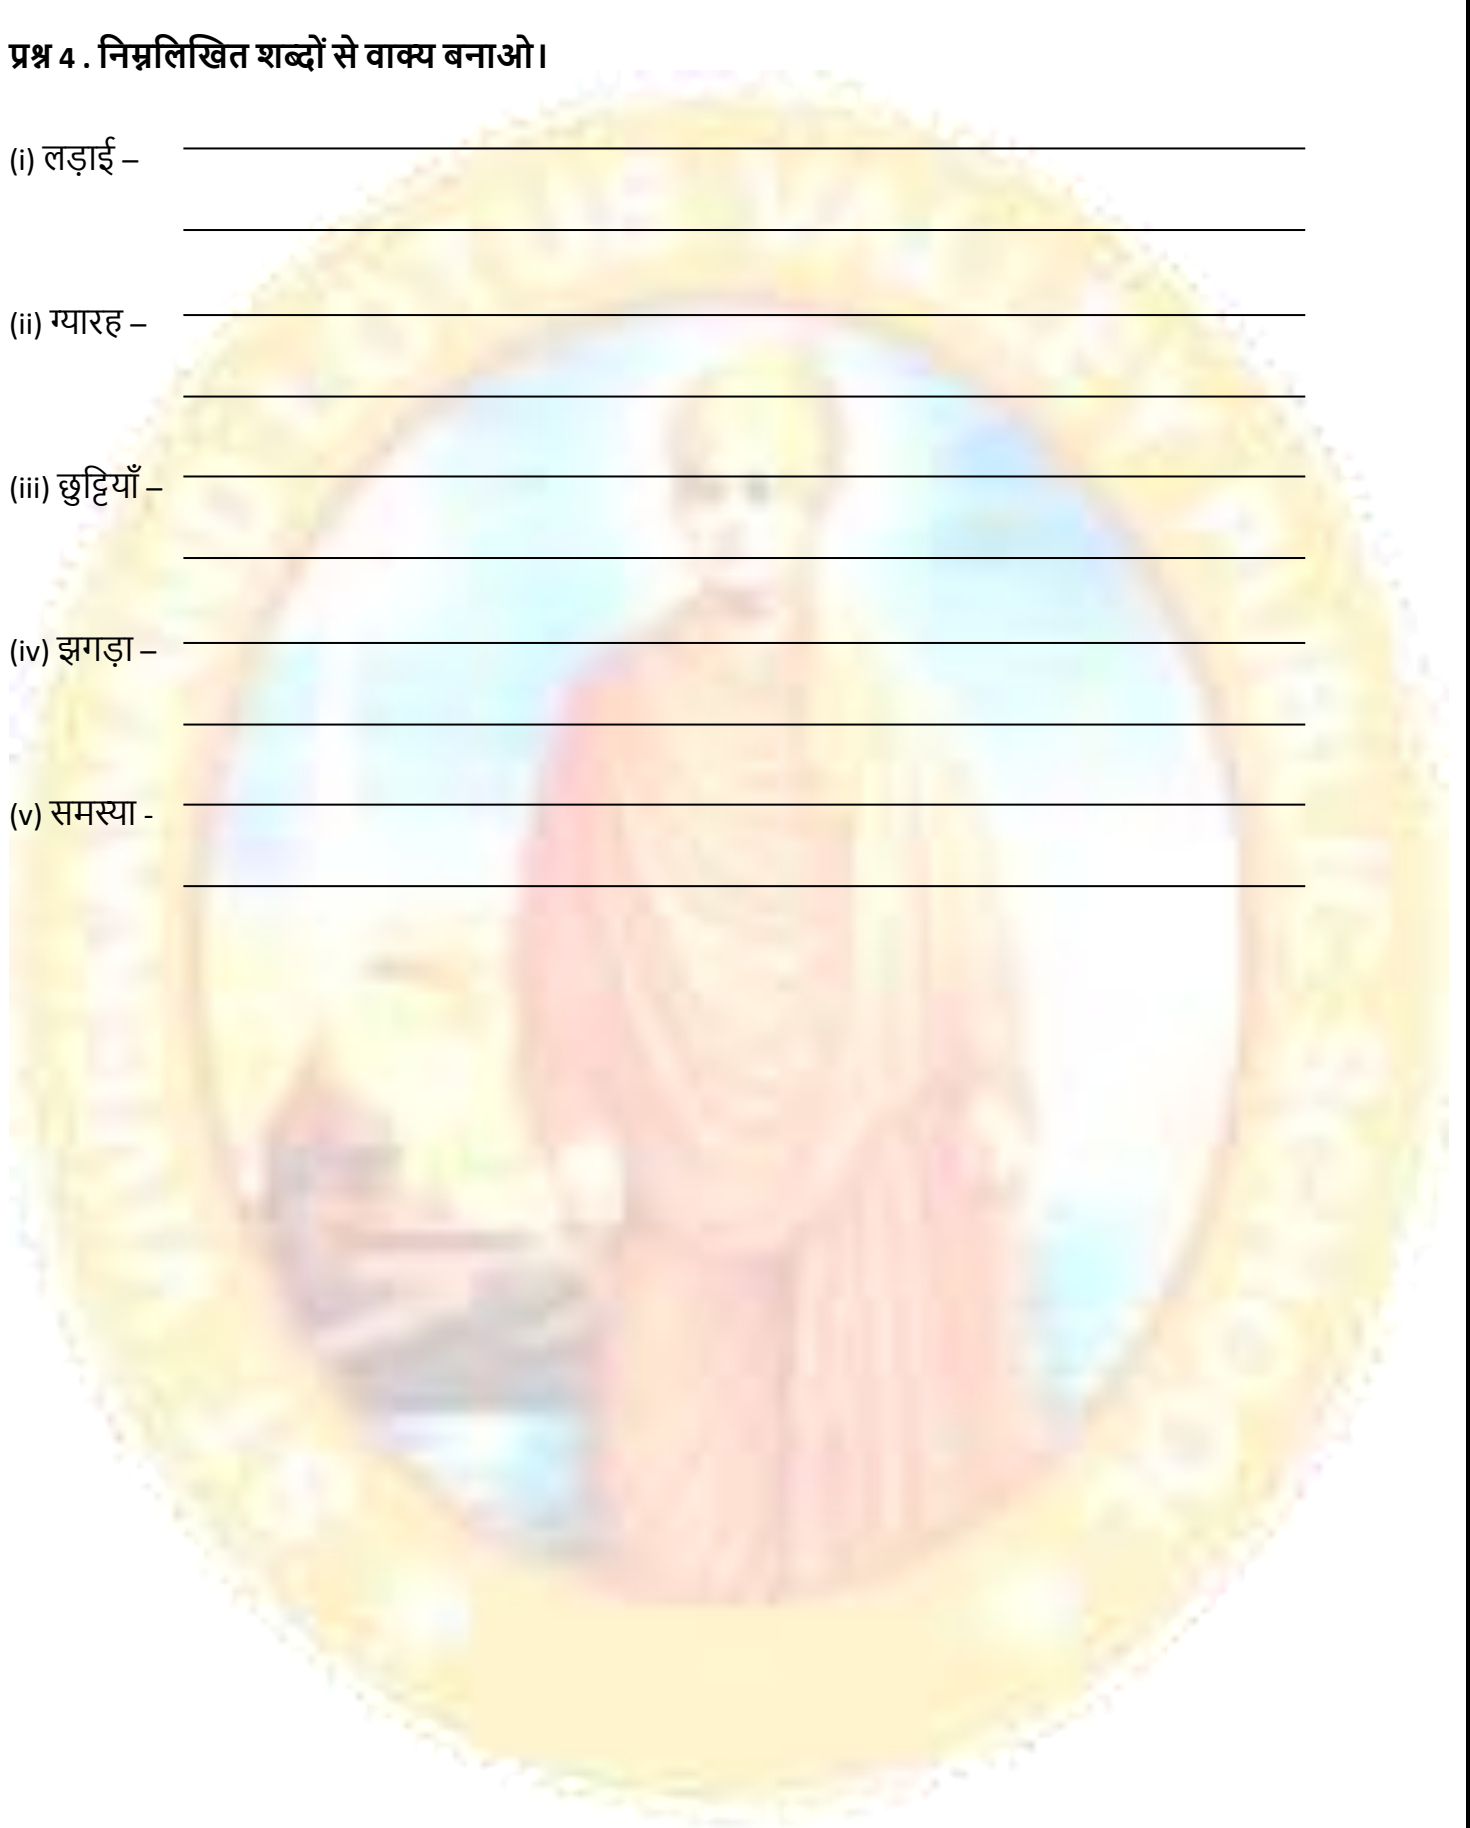 प्रश्न 4 . निम्नलिखित शब्दों से वाक्य बनाओ।
(i) लड़ाई –
(ii) ग्यारह –
(iii) छुट्टियाँ –
(iv) झगड़ा –
(v) समस्या -